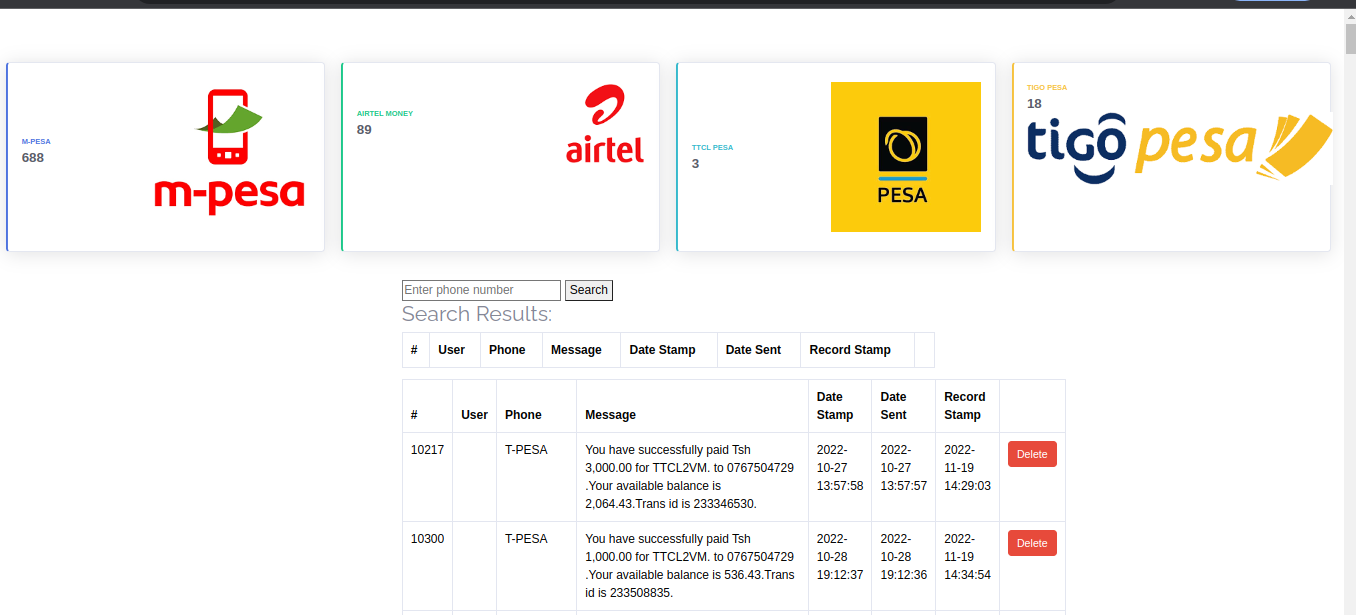 M-PESA
688
m-pesa
AIRTEL MONEY
89
airtel
TTCL PESA
3
PESA
TIGO PESA
18
tigo pesa
Enter phone number Search
Search Results:
# User Phone Message Date Stamp Date Sent Record Stamp
# User Phone Message Date Stamp Date Sent Record Stamp
10217 T-PESA You have successfully paid Tsh
3,000.00 for TTCL2VM. to 0767504729
.Your available balance is
2,064.43.Trans id is 233346530.
2022-
10-27
13:57:58
2022-
10-27
13:57:57
2022-
11-19
14:29:03
Delete
10300 T-PESA You have successfully paid Tsh
1,000.00 for TTCL2VM. to 0767504729
.Your available balance is 536.43.Trans
id is 233508835.
2022-
10-28
19:12:37
2022-
10-28
19:12:36
2022-
11-19
14:34:54
Delete